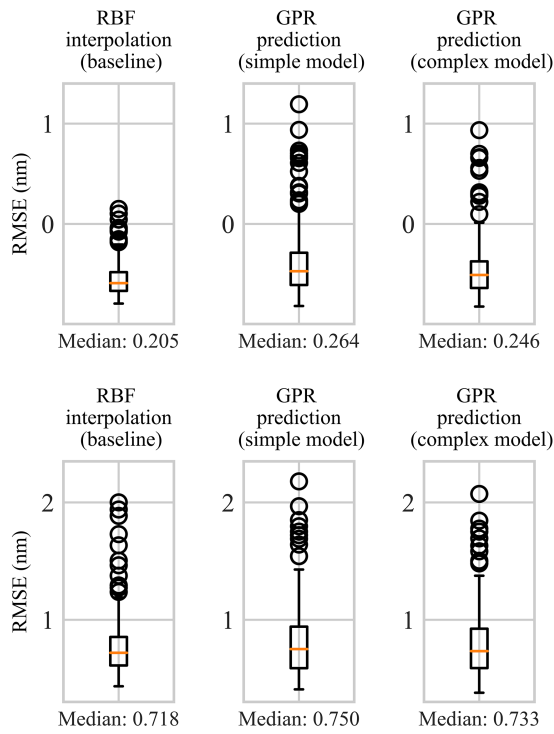 RBF
interpolation
(baseline)
GPR
prediction
(simple model)
GPR
prediction
(complex model)
RMSE (nm)
1
0
1
0
1
0
Median: 0.205
Median: 0.264
Median: 0.246
RBF
interpolation
(baseline)
GPR
prediction
(simple model)
GPR
prediction
(complex model)
RMSE (nm)
2
1
2
1
2
1
Median: 0.718
Median: 0.750
Median: 0.733